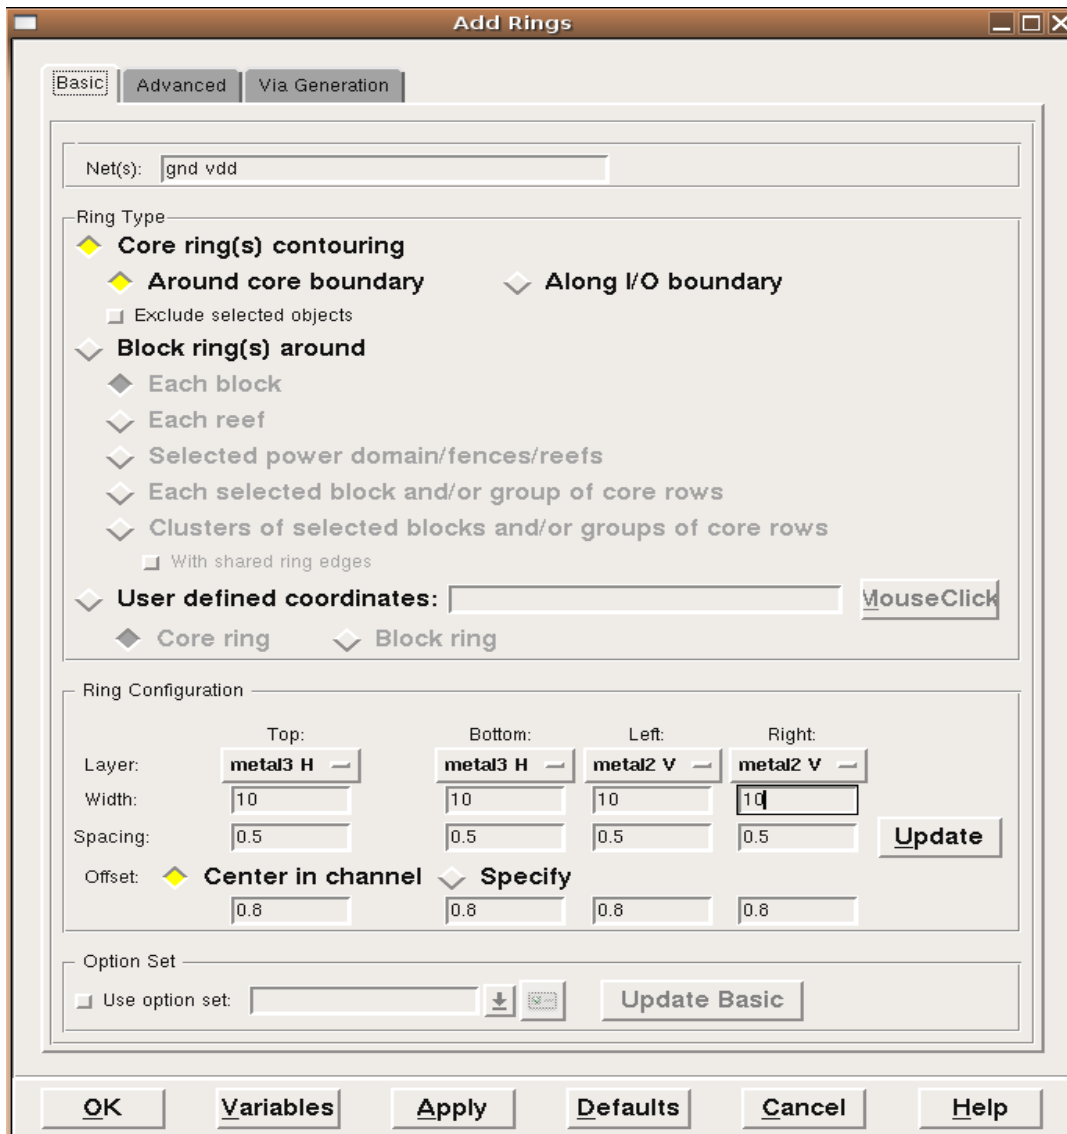 Add Rings
Basic Advanced Via Generation
Net(s): gnd vdd
Ring Type
Core ring(s) contouring
Around core boundary Along I/O boundary
Exclude selected objects
Block ring(s) around
Each block
Each reef
Selected power domain/fences/reefs
Each selected block and/or group of core rows
Clusters of selected blocks and/or groups of core rows
With shared ring edges
User defined coordinates: MouseClick
Core ring Block ring
Ring Configuration
Top: Bottom: Left: Right:
Layer: metal3 H metal3 H metal2 V metal2 V
Width: 10 10 10 10
Spacing: 0.5 0.5 0.5 0.5 Update
Offset: Center in channel Specify
0.8 0.8 0.8 0.8
Option Set
Use option set: Update Basic
OK Variables Apply Defaults Cancel Help